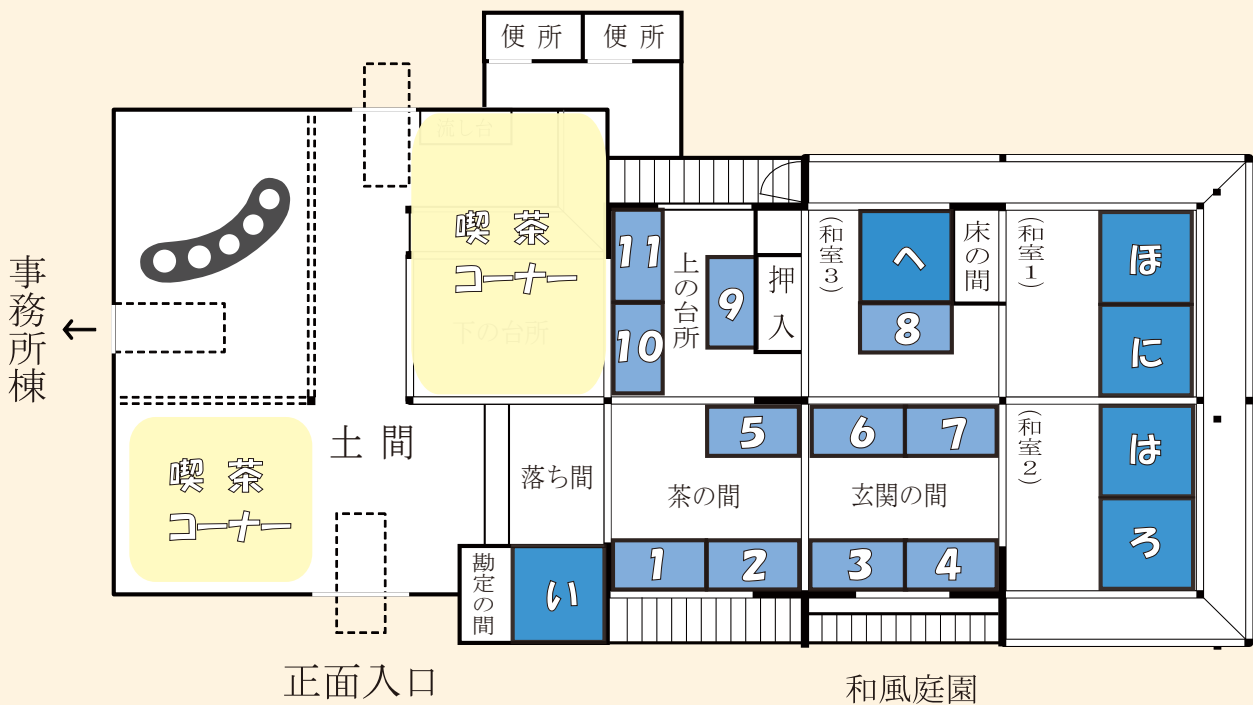 便所
便所
流し台
喫茶
コーナー
下の台所
事務所棟
←
11
10
上の台所
9
押入
(和室3)
へ
8
床の間
(和室1)
ほ
に
喫茶
コーナー
土間
落ち間
5
茶の間
6
7
玄関の間
(和室2)
は
ろ
勘定の間
い
1
2
3
4
正面入口
和風庭園